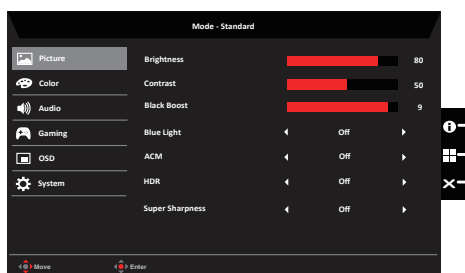 Mode - Standard
Picture
Color
Audio
Gaming
OSD
System
Brightness 80
Contrast 50
Black Boost 9
Blue Light Off
ACM Off
HDR Off
Super Sharpness Off
Move Enter